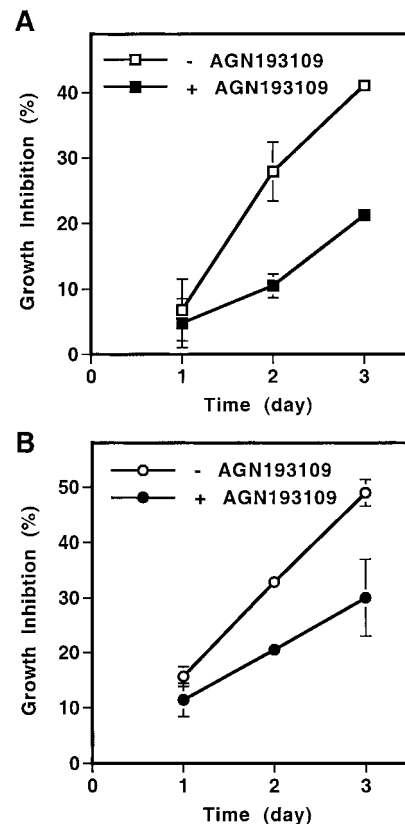 A
- AGN193109
+ AGN193109
Growth Inhibition (%)
40
30
20
10
0
0 1 2 3
Time (day)
B
- AGN193109
+ AGN193109
Growth Inhibtion (%)
50
40
30
20
10
0
0 1 2 3
Time (day)